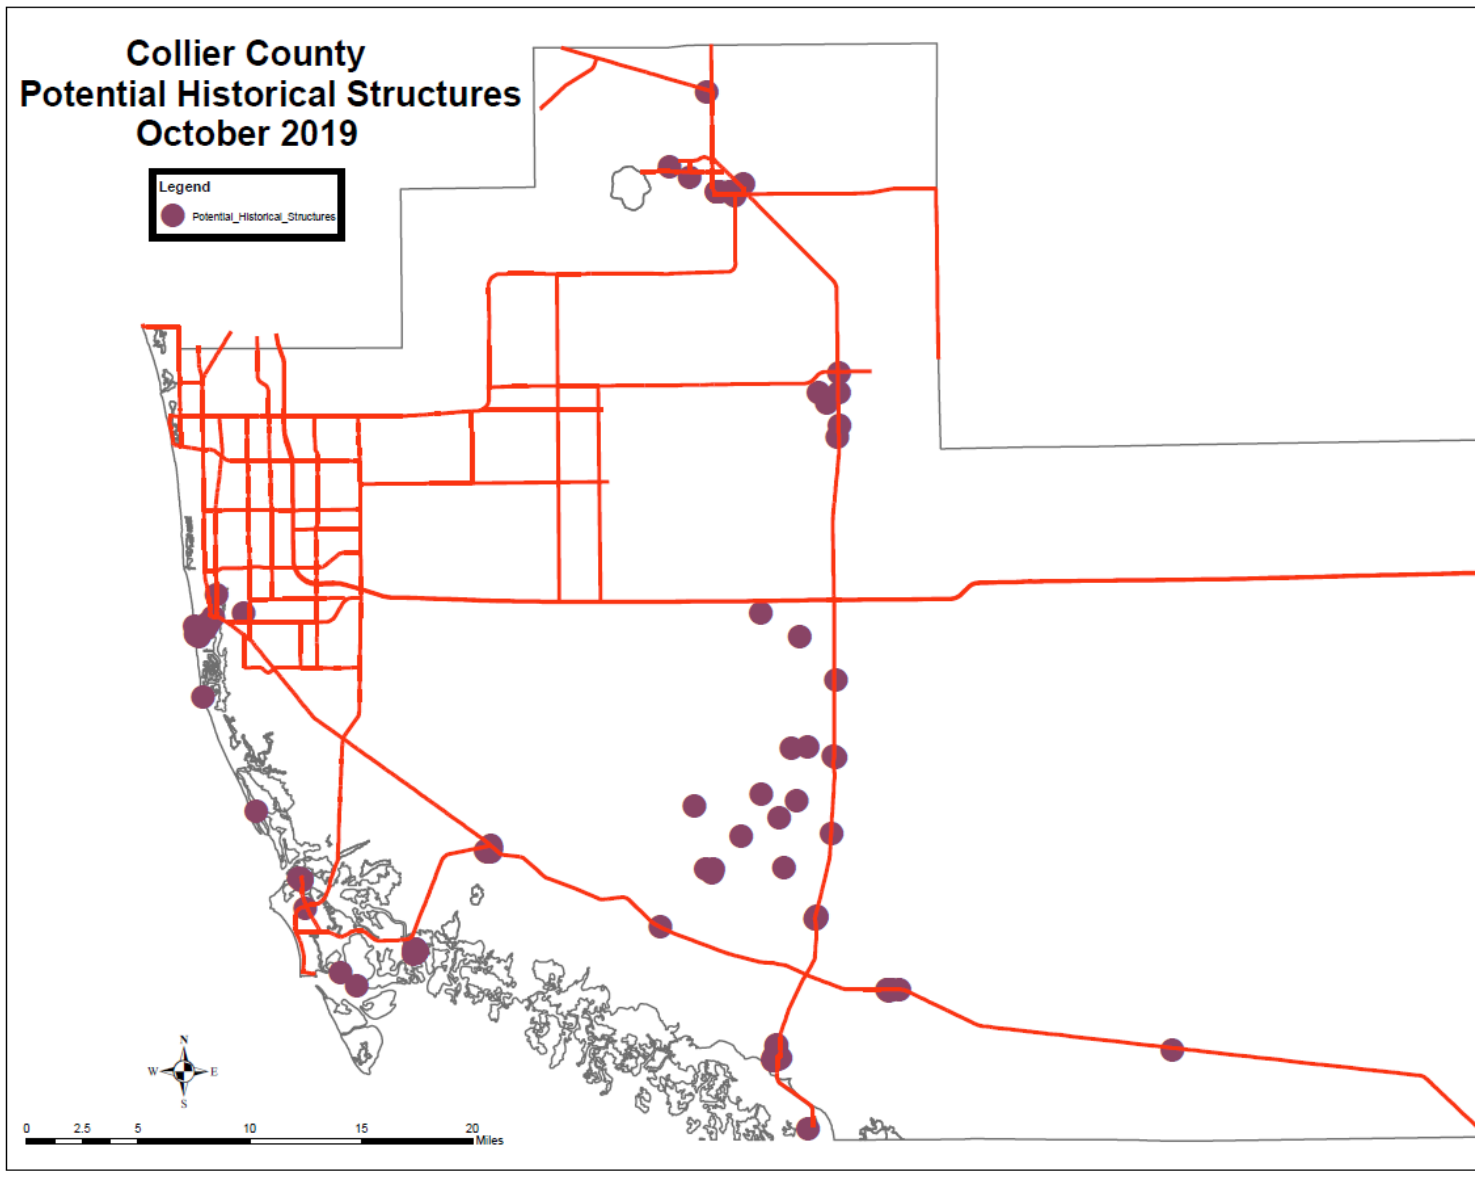 Collier County
Potential Historical Structures
October 2019
Legend
Potential_Historical_Structures
N
W E
S
0 2.5 5 10 15 20
Miles